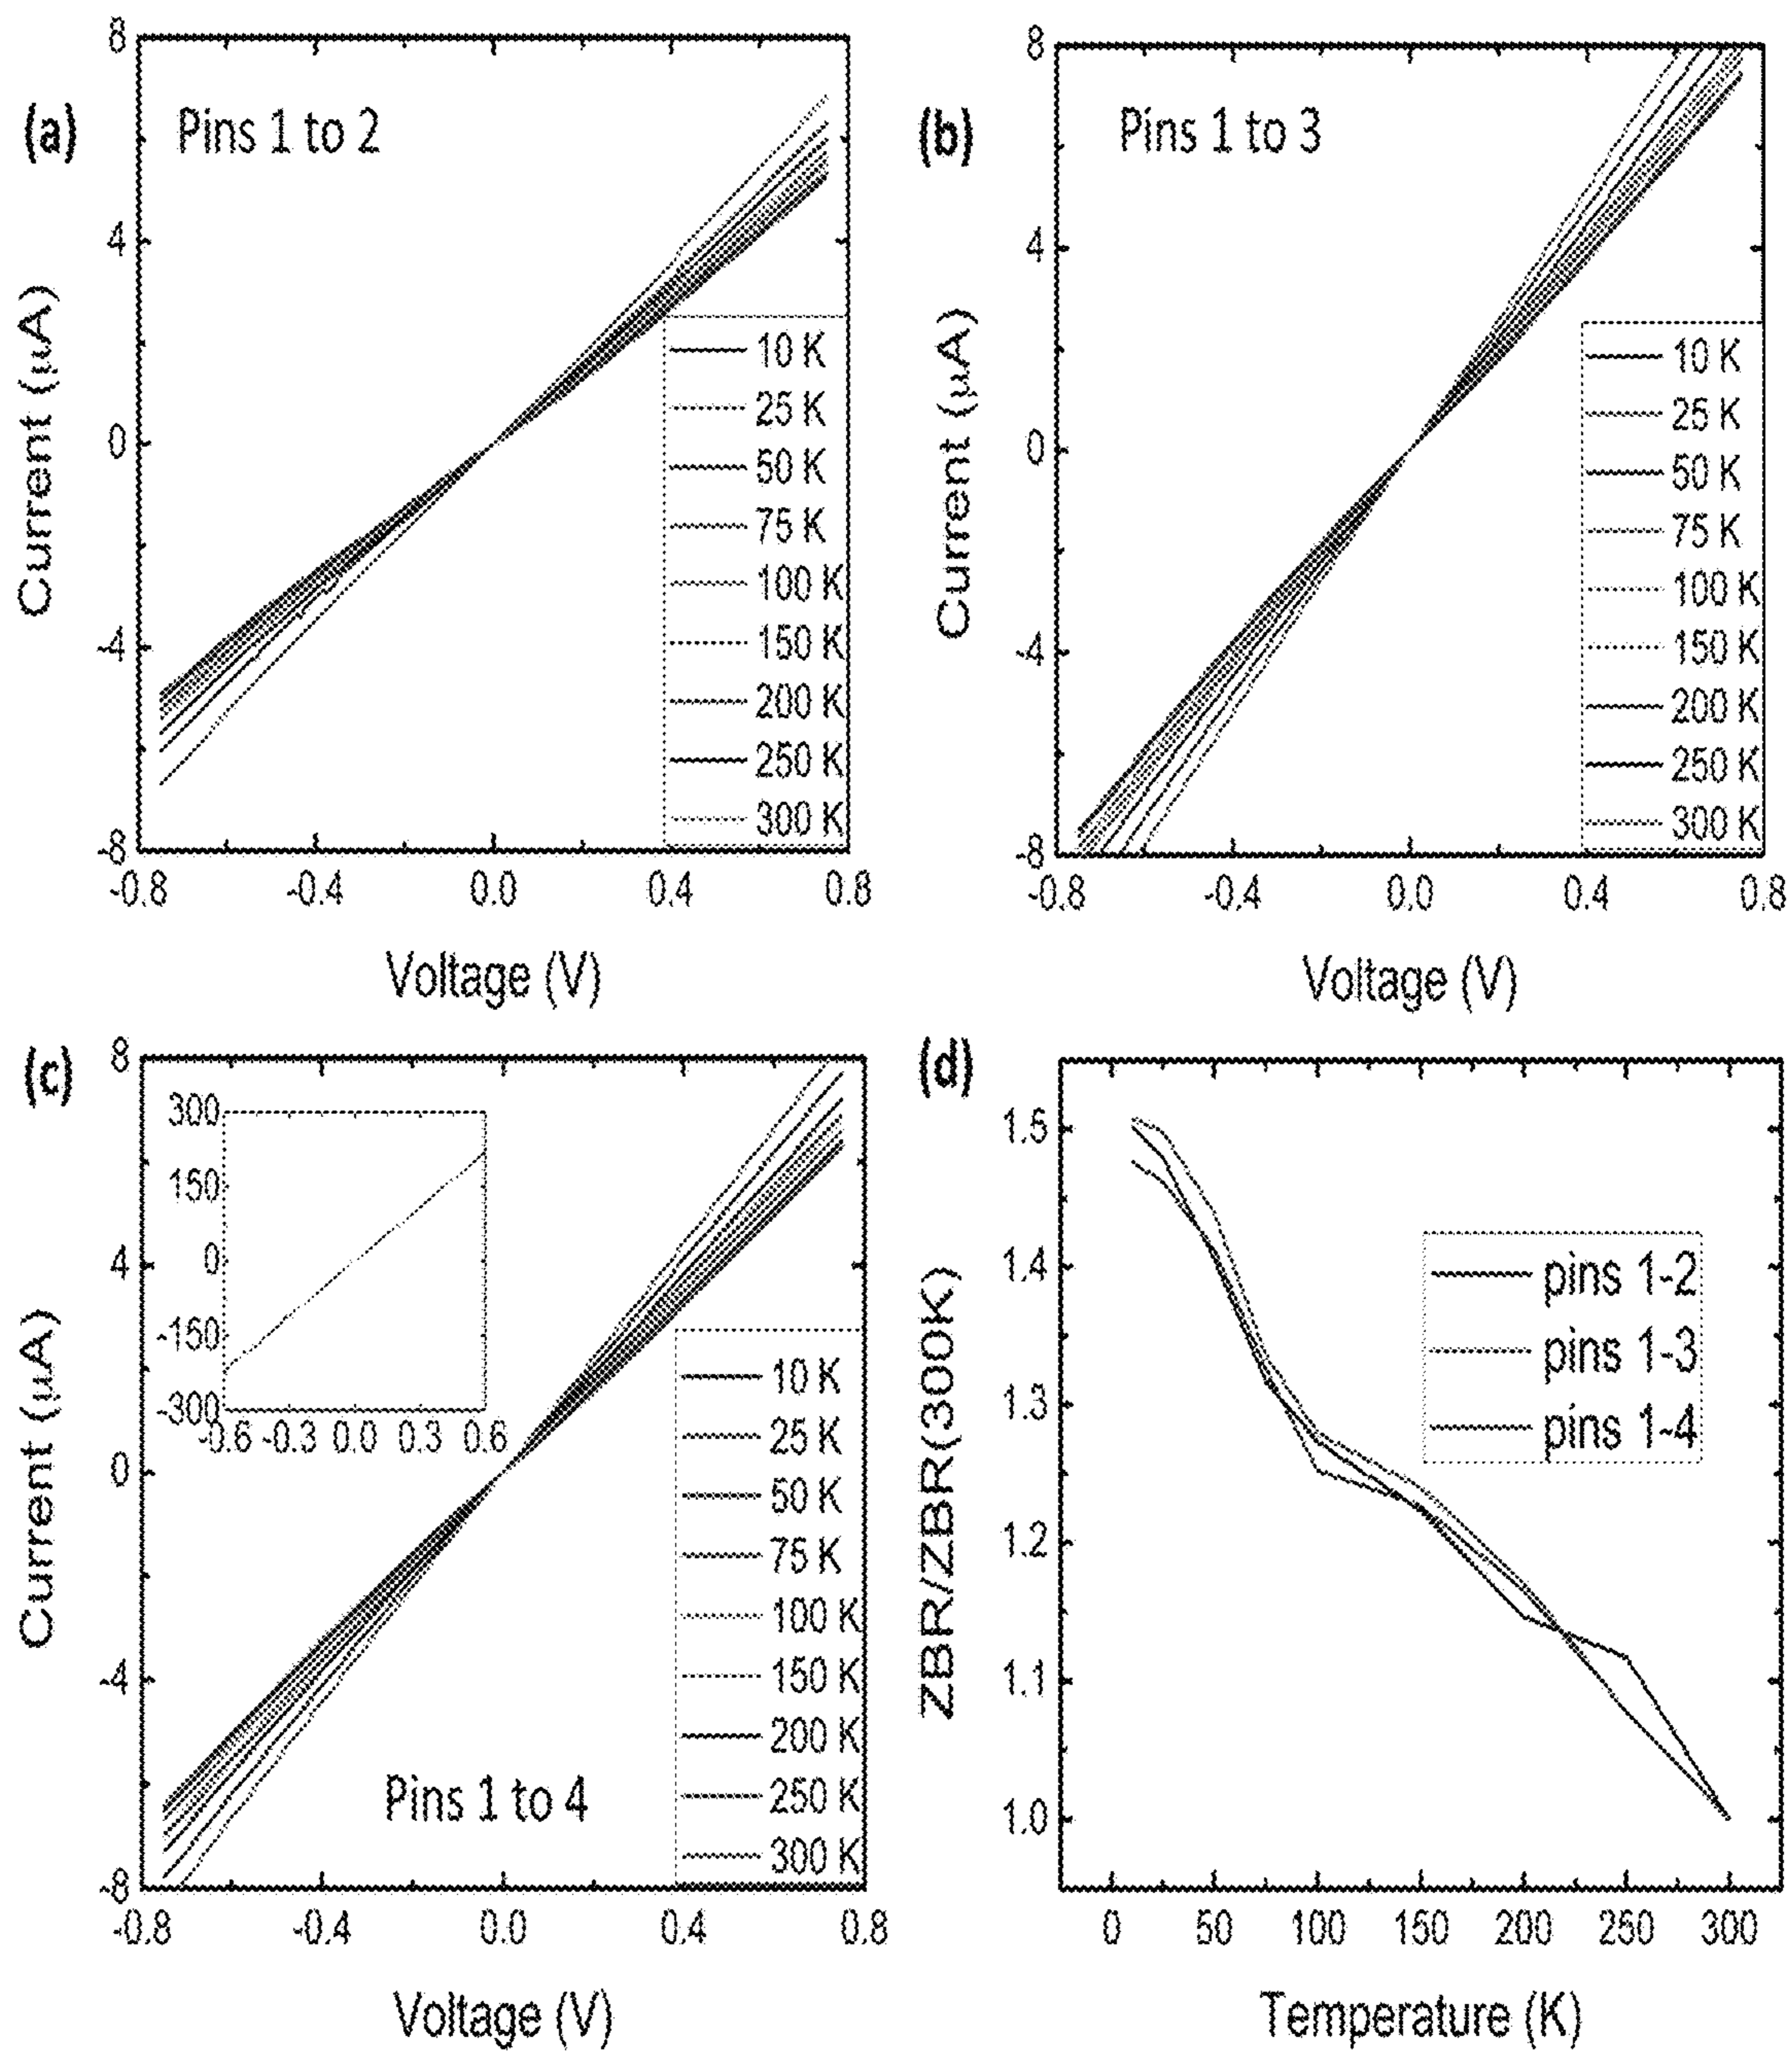 (a)
Pins 1 to 2
Current (µA)
8
4
0
-4
-8
10 K
25 K
50 K
75 K
100 K
150 K
200 K
250 K
300 K
-0.8 -0.4 0.0 0.4 0.8
Voltage (V)
(b)
Pins 1 to 3
Current (µA)
8
4
0
-4
-8
10 K
25 K
50 K
75 K
100 K
150 K
200 K
250 K
300 K
-0.8 -0.4 0.0 0.4 0.8
Voltage (V)
(c)
Current (µA)
8
4
0
-4
-8
300
150
0
-150
-300
-0.6 -0.3 0.0 0.3 0.6
10 K
25 K
50 K
75 K
100 K
150 K
200 K
250 K
300 K
Pins 1 to 4
-0.8 -0.4 0.0 0.4 0.8
Voltage (V)
(d)
ZBR/ZBR(300K)
1.5
1.4
1.3
1.2
1.1
1.0
pins 1-2
pins 1-3
pins 1-4
0 50 100 150 200 250 300
Temperature (K)